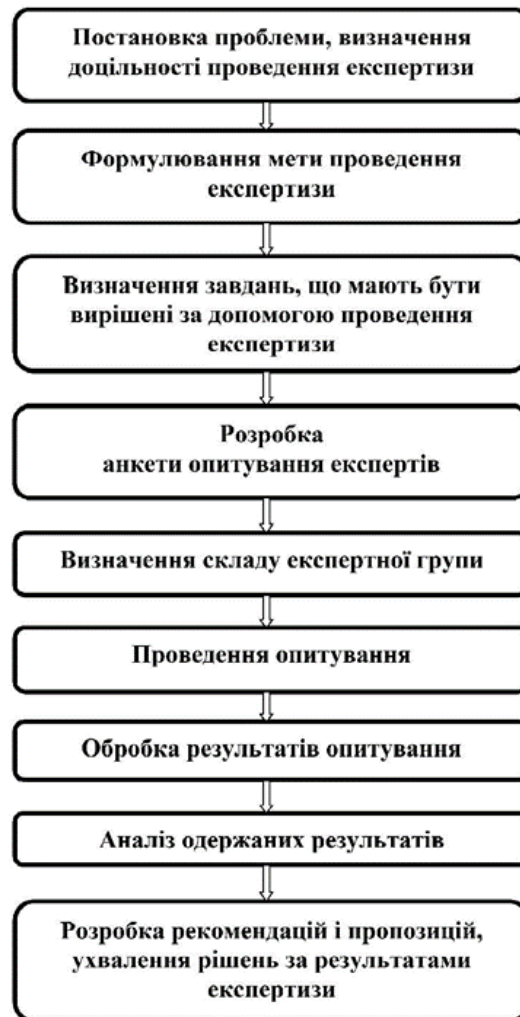 Постановка проблеми, визначення
доцільності проведення експертизи
Формулювання мети проведення
експертизи
Визначення завдань, що мають бути
вирішені за допомогою проведення
експертизи
Розробка
анкети опитування експертів
Визначення складу експертної групи
Проведення опитування
Обробка результатів опитування
Аналіз одержаних результатів
Розробка рекомендацій і пропозицій,
ухвалення рішень за результатами
експертизи